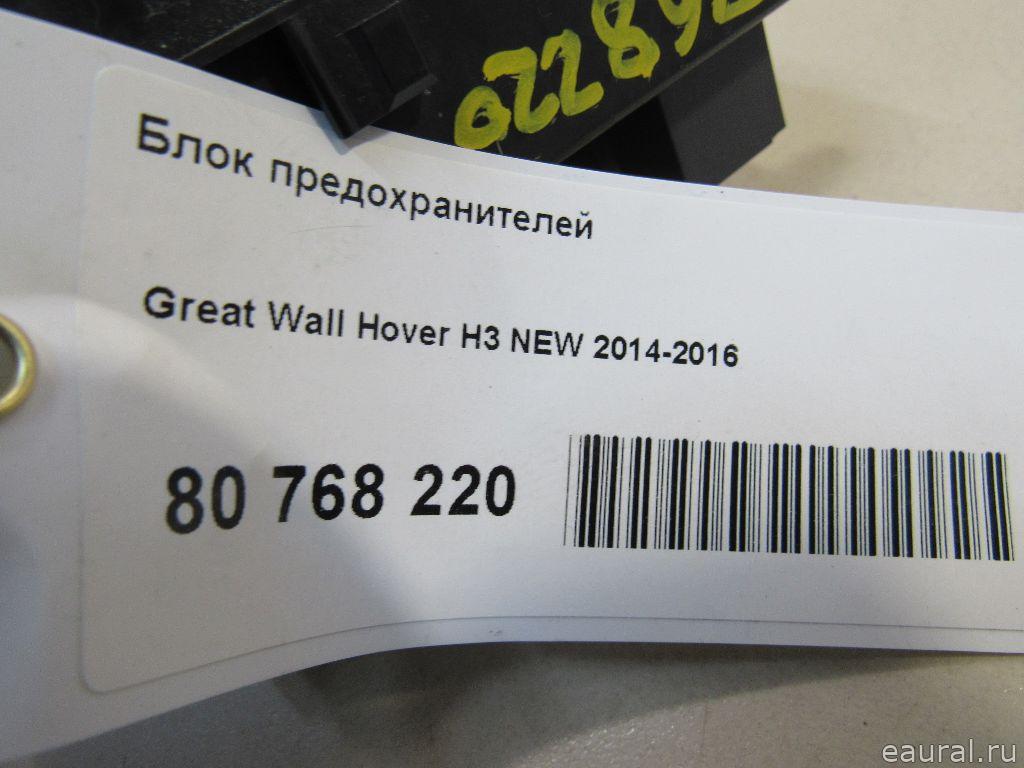 Блок предохранителей
Great Wall Hover H3 NEW 2014-2016
80 768 220
eaural.ru